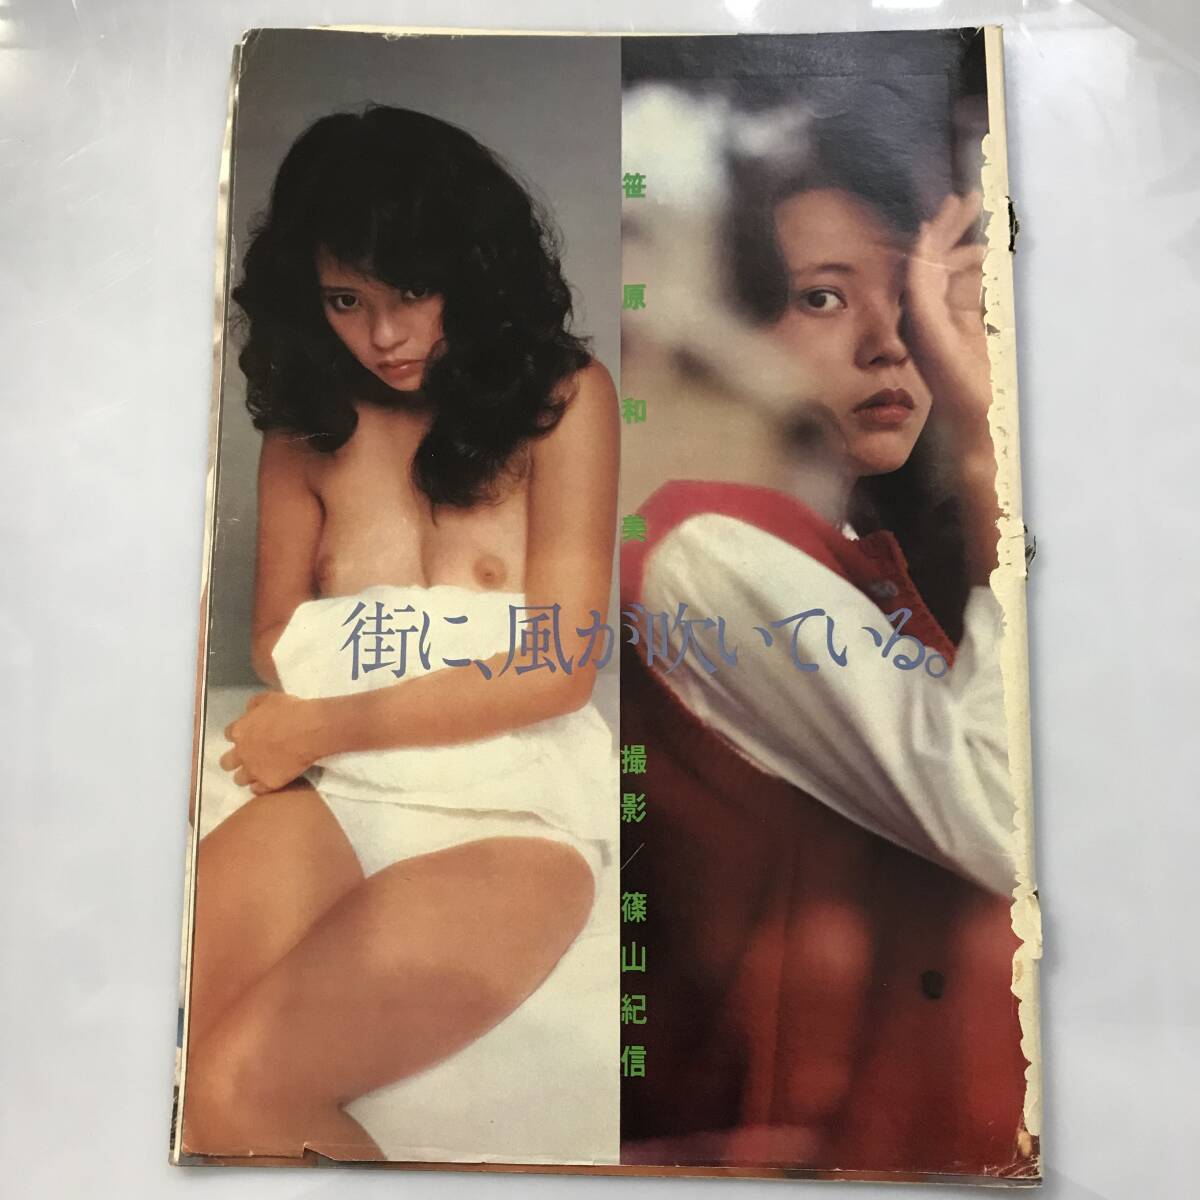 笹原和美
街に、風が吹いている。
撮影/篠山紀信